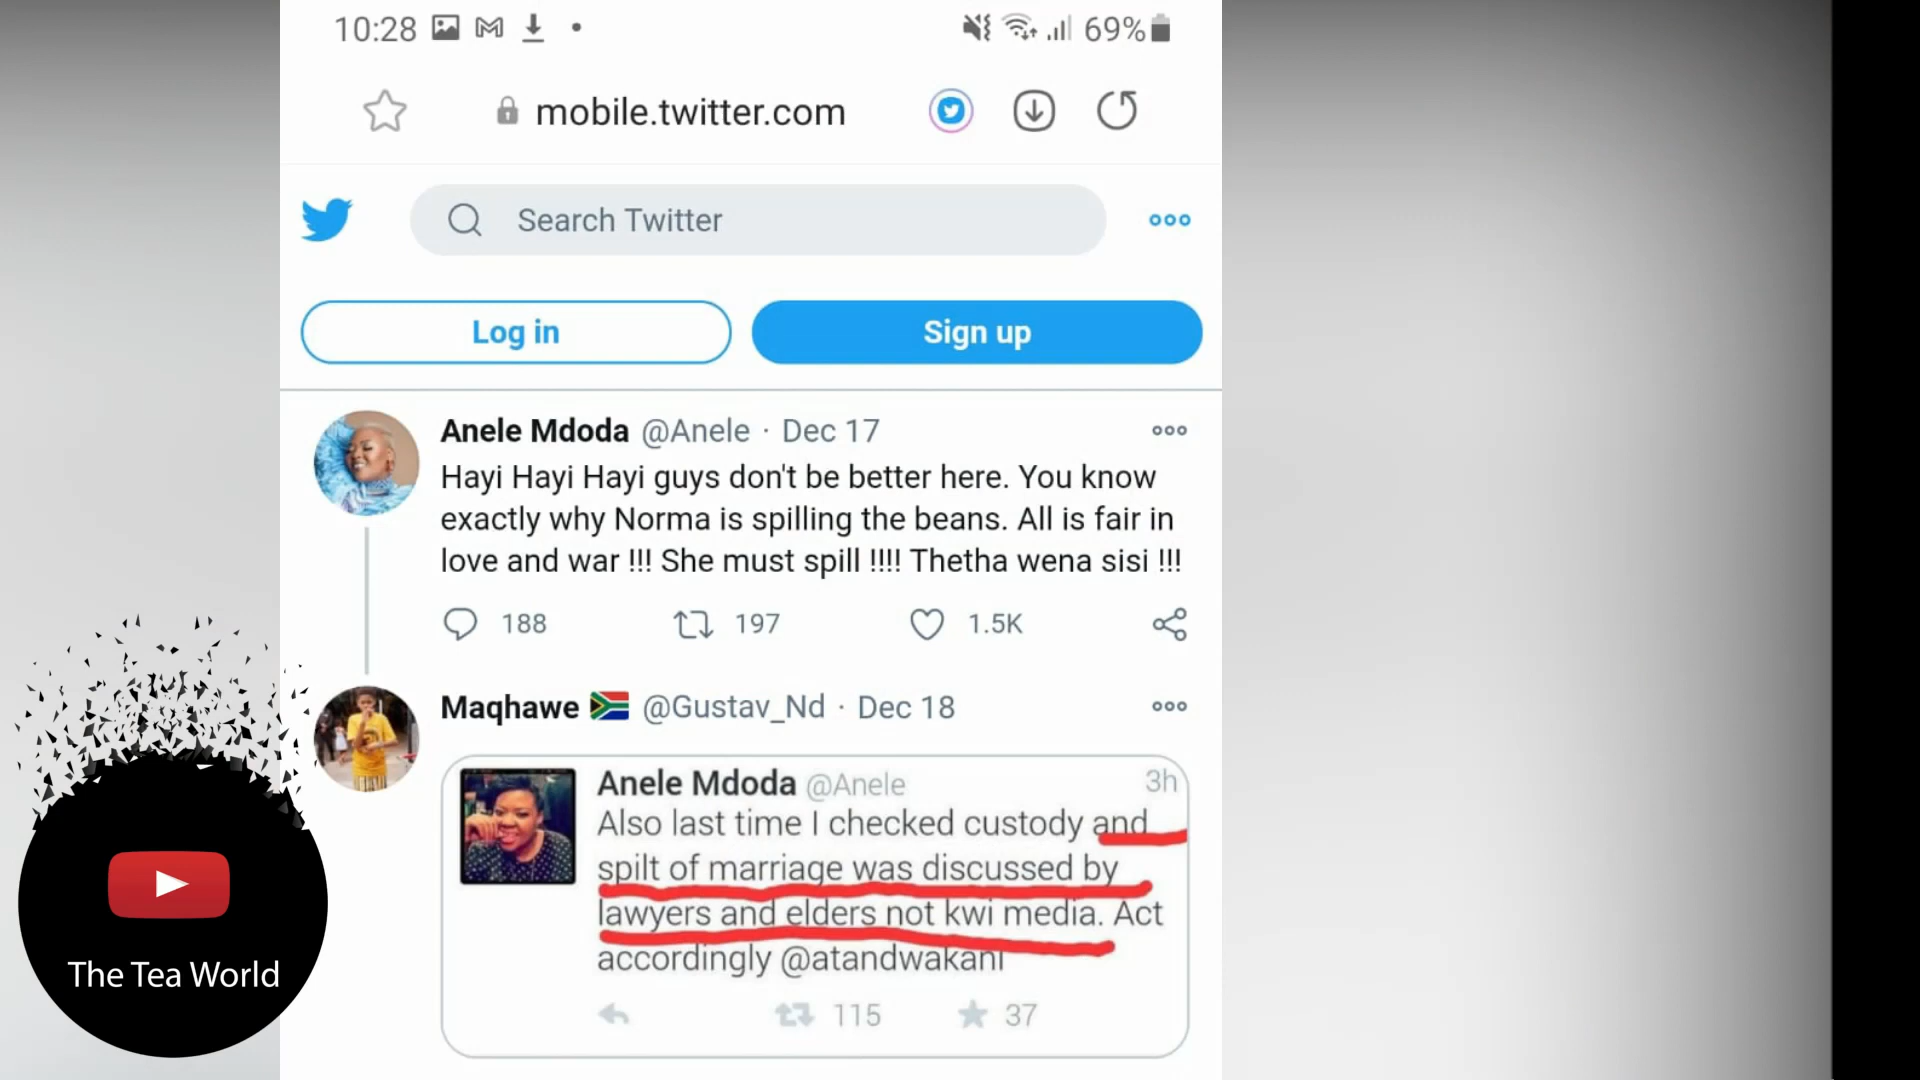 10:28
69%
mobile.twitter.com
Search Twitter
Log in
Sign up
Anele Mdoda @Anele · Dec 17
Hayi Hayi Hayi guys don't be better here. You know
exactly why Norma is spilling the beans. All is fair in
love and war !!! She must spill !!!! Thetha wena sisi !!!
188 197 1.5K
Maqhawe @Gustav_Nd · Dec 18
Anele Mdoda @Anele 3h
Also last time I checked custody and
spilt of marriage was discussed by
lawyers and elders not kwi media. Act
accordingly @atandwakani
115 37
The Tea World